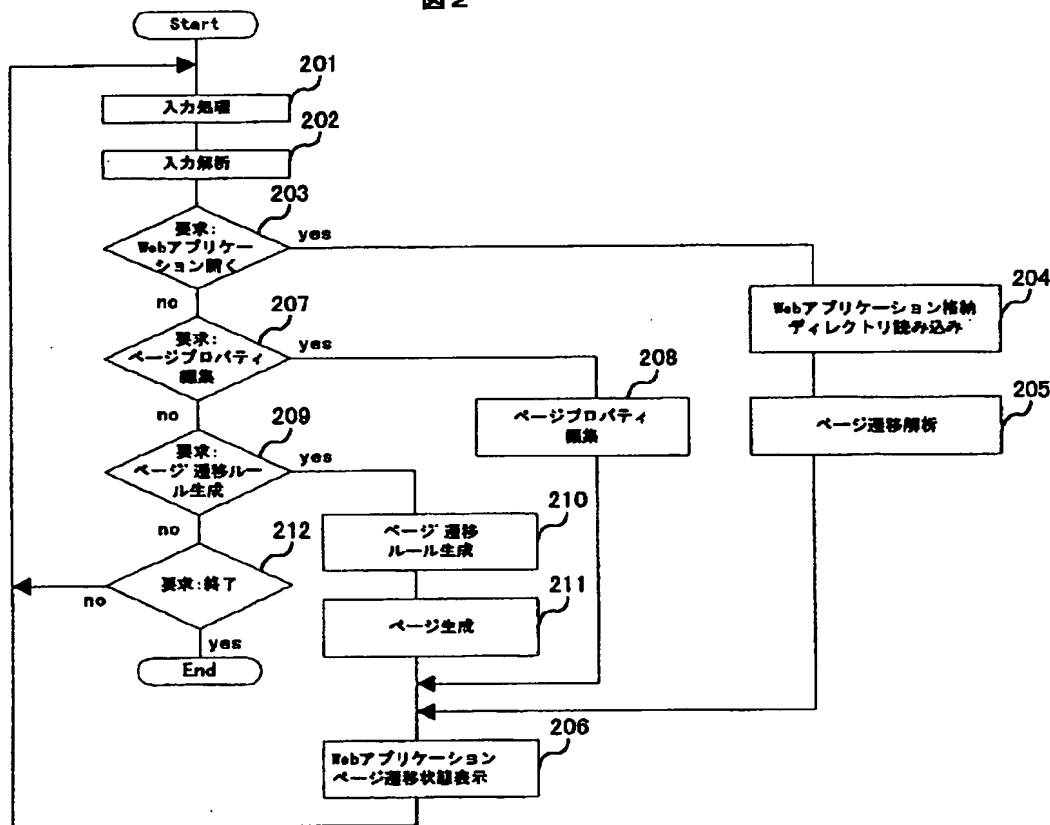 図2
Start
201
入力処理
202
入力解析
203
要求:
Webアプリケー
ション開く
yes
no
204
Webアプリケーション格納
ディレクトリ読み込み
205
ページ遷移解析
207
要求:
ページプロパティ
編集
yes
no
208
ページプロパティ
編集
209
要求:
ページ遷移ルー
ル生成
yes
no
210
ページ遷移
ルール生成
211
ページ生成
212
要求:終了
no
yes
End
206
Webアプリケーション
ページ遷移状態表示